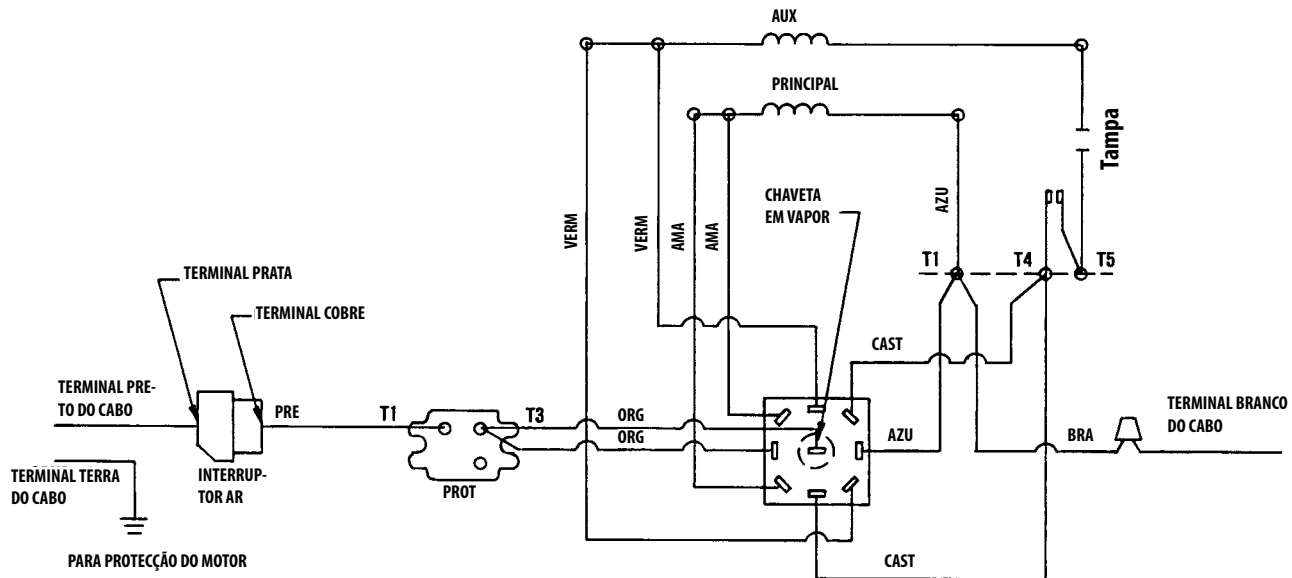 AUX
PRINCIPAL
Tampa
CHAVETA
EM VAPOR
VERM
VERM
AMA
AMA
AZU
T1
T4
T5
TERMINAL PRATA
TERMINAL COBRE
CAST
TERMINAL PRE-
TO DO CABO
PRE
T1
T3
ORG
ORG
AZU
BRA
TERMINAL BRANCO
DO CABO
TERMINAL TERRA
DO CABO
INTERRUP-
TOR AR
PROT
PARA PROTECÇÃO DO MOTOR
CAST